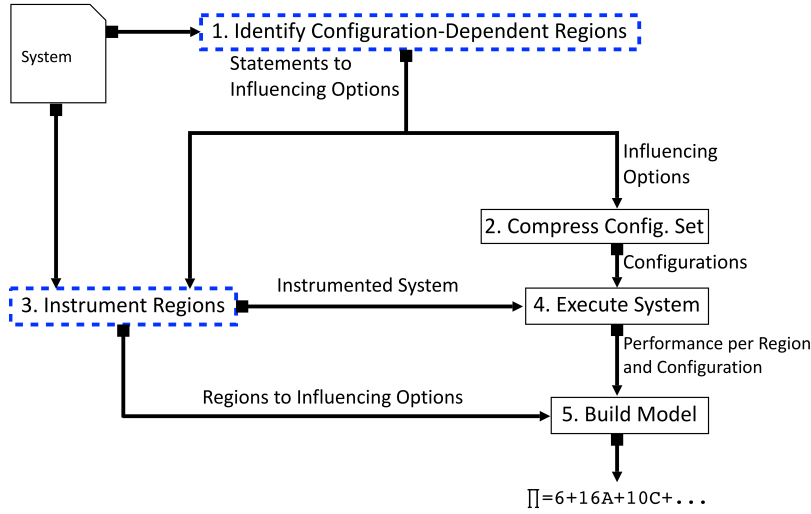 System
1. Identify Configuration-Dependent Regions
Statements to
Influencing Options
Influencing
Options
2. Compress Config. Set
Configurations
3. Instrument Regions
Instrumented System
4. Execute System
Performance per Region
and Configuration
Regions to Influencing Options
5. Build Model
∏=6+16A+10C+...